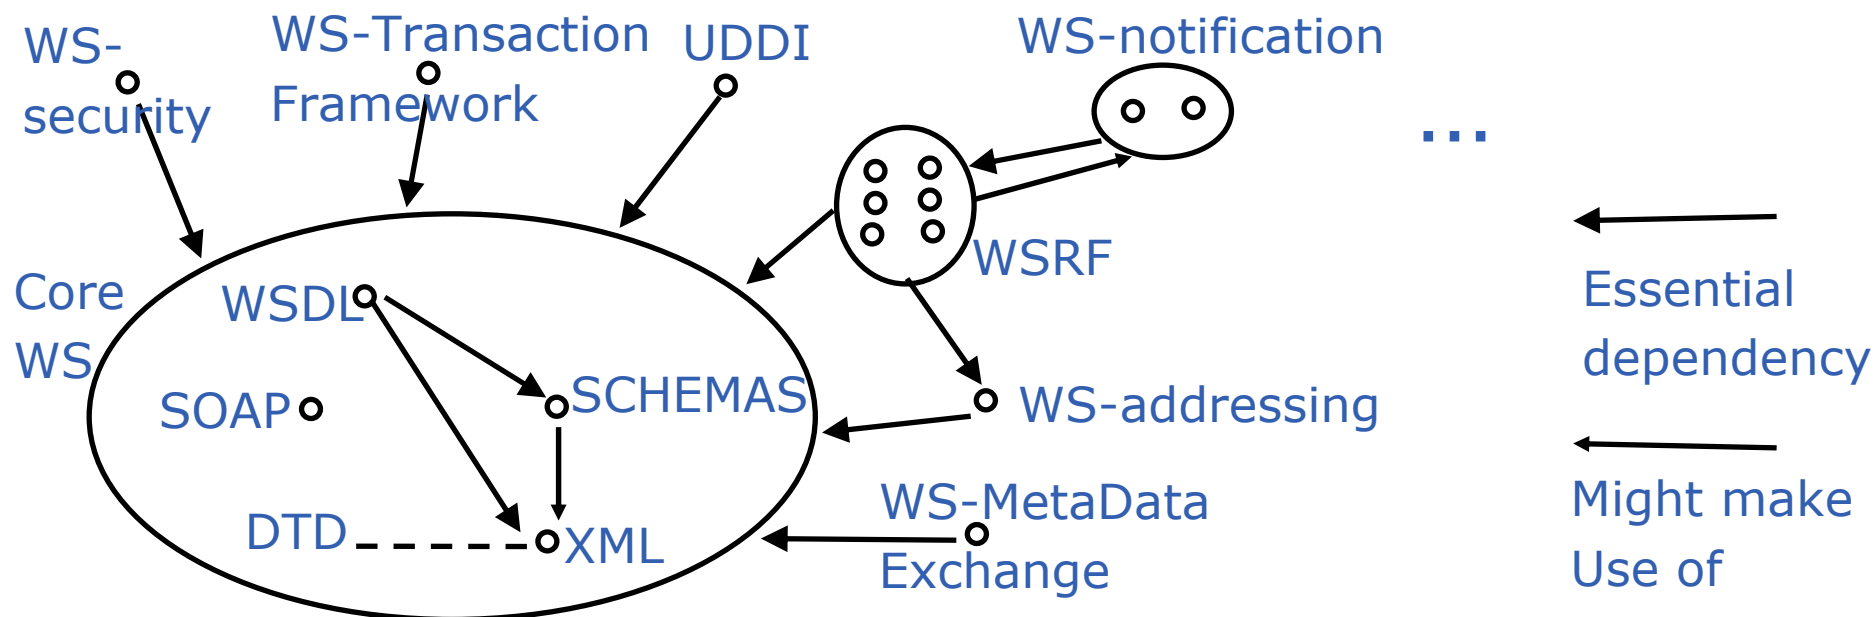 WS-
security
WS-Transaction
Framework
UDDI
WS-notification
...
WSRF
Core
WS
WSDL
SOAP
SCHEMAS
DTD
XML
WS-addressing
WS-MetaData
Exchange
Essential
dependency
Might make
Use of